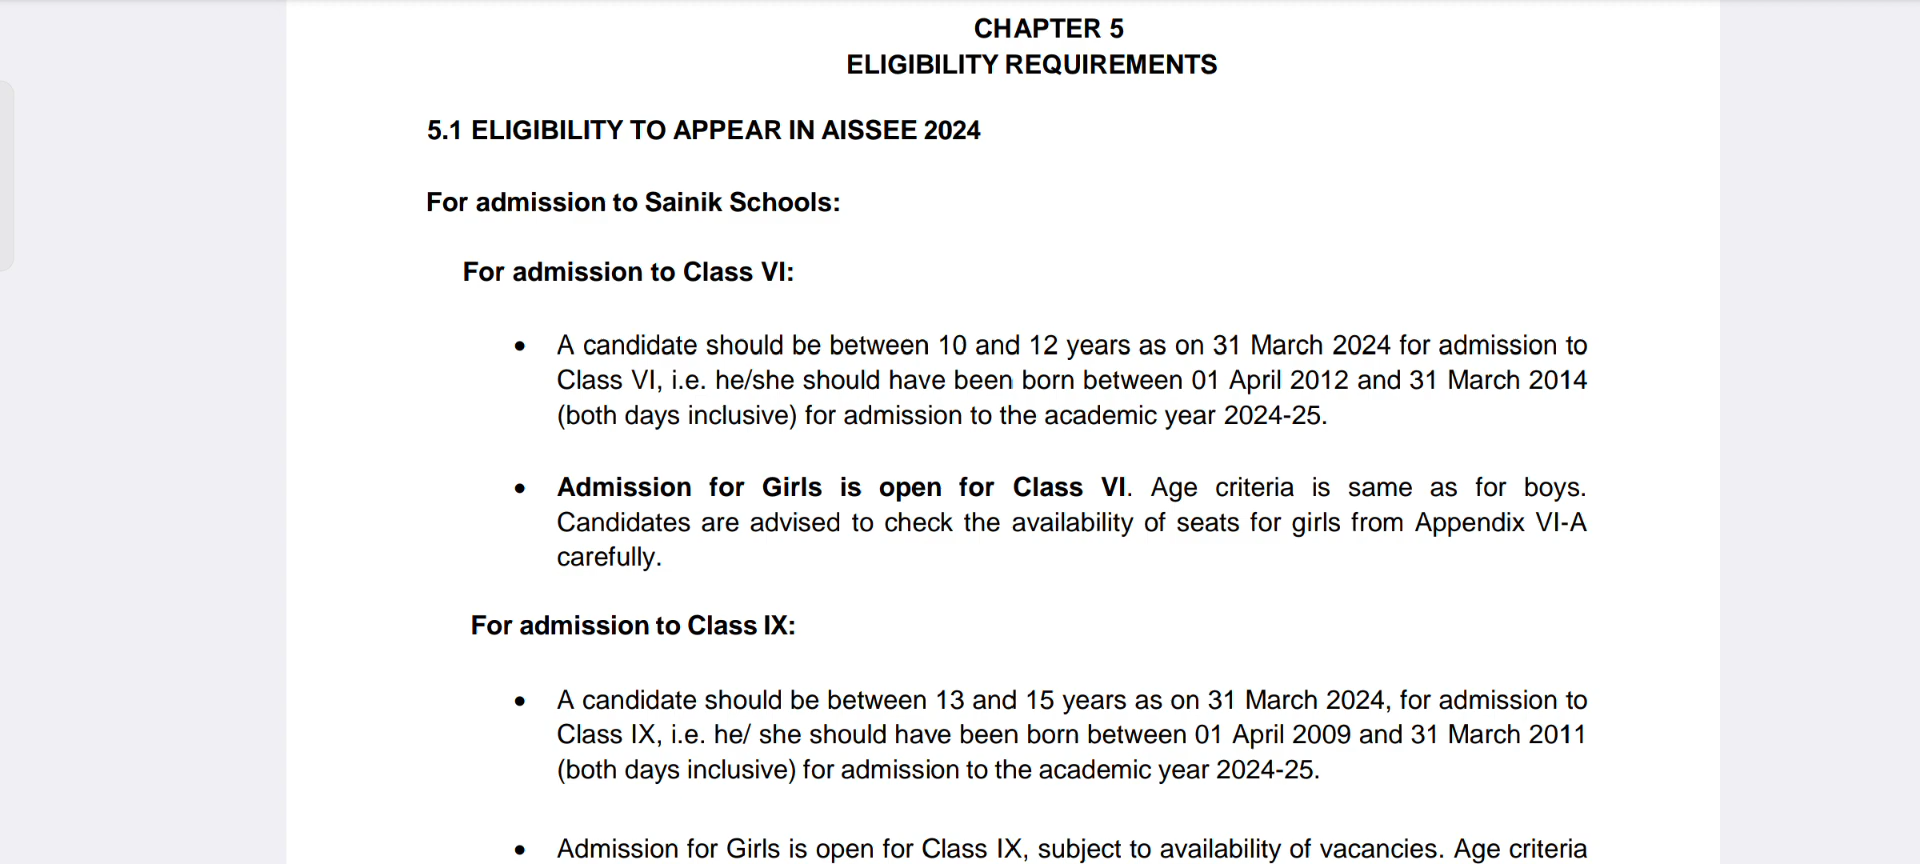 CHAPTER 5
ELIGIBILITY REQUIREMENTS
5.1 ELIGIBILITY TO APPEAR IN AISSEE 2024
For admission to Sainik Schools:
For admission to Class VI:
• A candidate should be between 10 and 12 years as on 31 March 2024 for admission to
Class VI, i.e. he/she should have been born between 01 April 2012 and 31 March 2014
(both days inclusive) for admission to the academic year 2024-25.
• Admission for Girls is open for Class VI. Age criteria is same as for boys.
Candidates are advised to check the availability of seats for girls from Appendix VI-A
carefully.
For admission to Class IX:
• A candidate should be between 13 and 15 years as on 31 March 2024, for admission to
Class IX, i.e. he/ she should have been born between 01 April 2009 and 31 March 2011
(both days inclusive) for admission to the academic year 2024-25.
• Admission for Girls is open for Class IX, subject to availability of vacancies. Age criteria